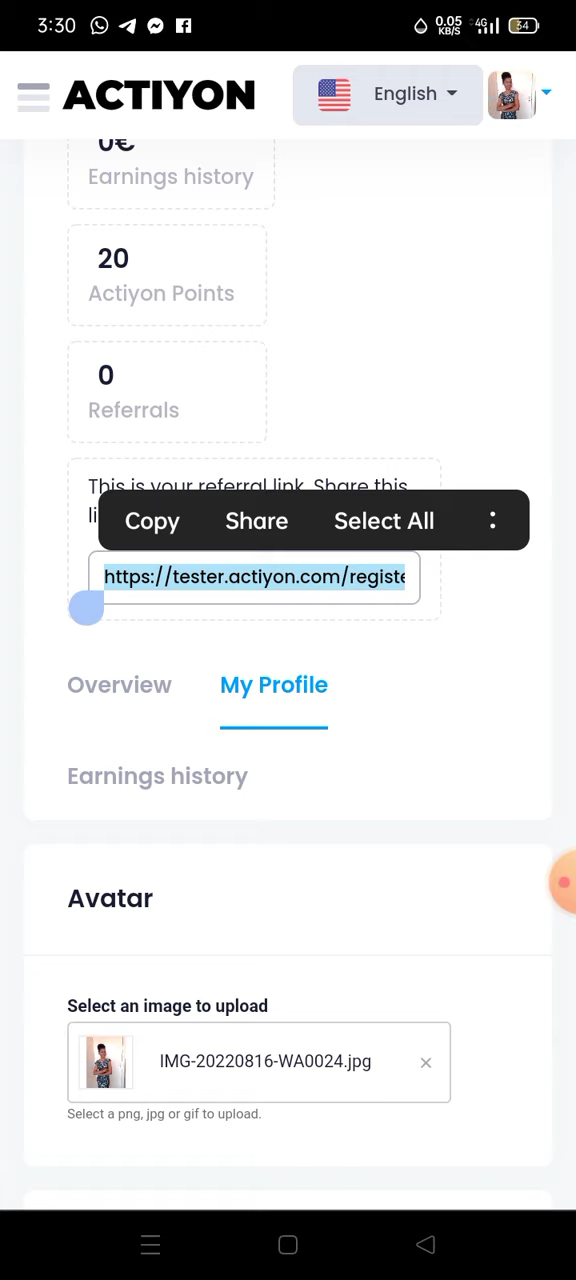 3:30
0.05
KB/S
4G
54
ACTIYON
English
0€
Earnings history
20
Actiyon Points
0
Referrals
This is your referral link. Share this
li
Copy Share Select All
https://tester.actiyon.com/registe
Overview My Profile
Earnings history
Avatar
Select an image to upload
IMG-20220816-WA0024.jpg
Select a png, jpg or gif to upload.